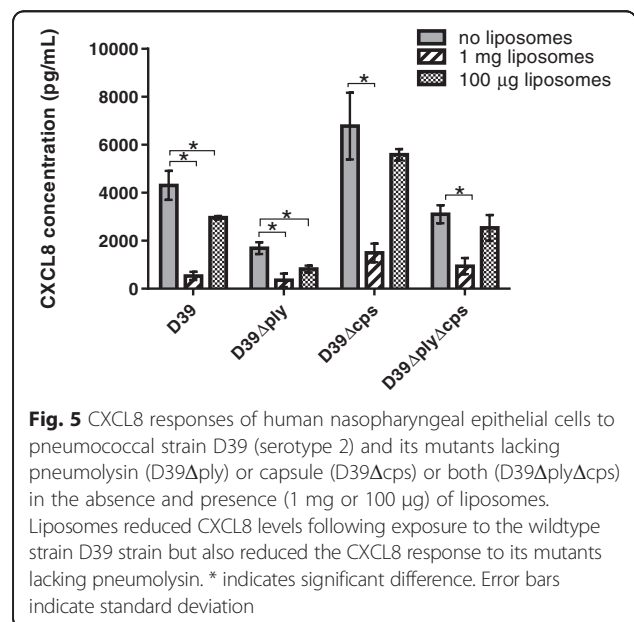 no liposomes
1 mg liposomes
100 µg liposomes
CXCL8 concentration (pg/mL)
10000
8000
6000
4000
2000
0
*
*
*
*
*
*
D39
D39Δply
D39Δcps
D39ΔplyΔcps
Fig. 5 CXCL8 responses of human nasopharyngeal epithelial cells to
pneumococcal strain D39 (serotype 2) and its mutants lacking
pneumolysin (D39Δply) or capsule (D39Δcps) or both (D39ΔplyΔcps)
in the absence and presence (1 mg or 100 µg) of liposomes.
Liposomes reduced CXCL8 levels following exposure to the wildtype
strain D39 strain but also reduced the CXCL8 response to its mutants
lacking pneumolysin. * indicates significant difference. Error bars
indicate standard deviation